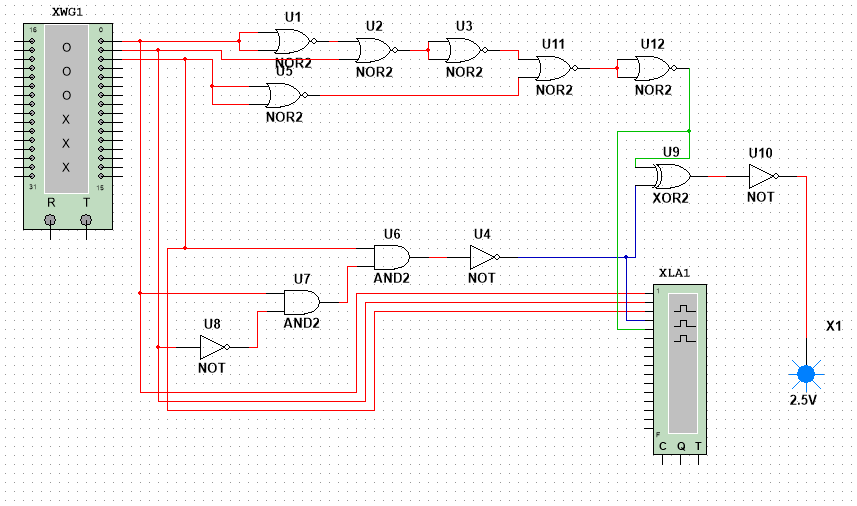 XWG1
16 0
O
O
O
X
X
X
31 15
R T
U1
NOR2
U2
NOR2
U3
NOR2
U5
NOR2
U11
NOR2
U12
NOR2
U9
XOR2
U10
NOT
U6
AND2
U4
NOT
U7
AND2
U8
NOT
XLA1
1
F
C Q T
X1
2.5V